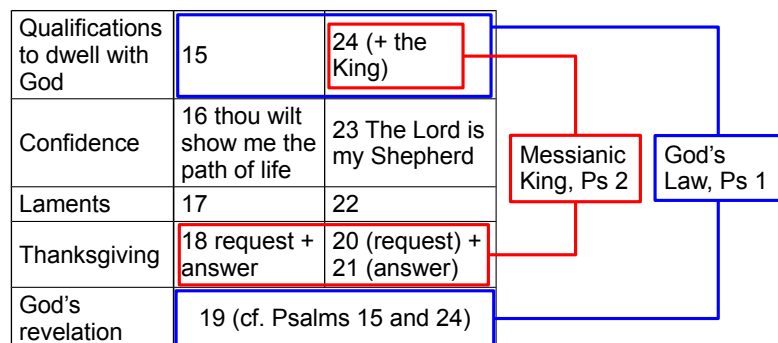 Qualifications
to dwell with
God
15
24 (+ the
King)
Confidence
16 thou wilt
show me the
path of life
23 The Lord is
my Shepherd
Laments
17
22
Thanksgiving
18 request +
answer
20 (request) +
21 (answer)
God's
revelation
19 (cf. Psalms 15 and 24)
Messianic
King, Ps 2
God's
Law, Ps 1